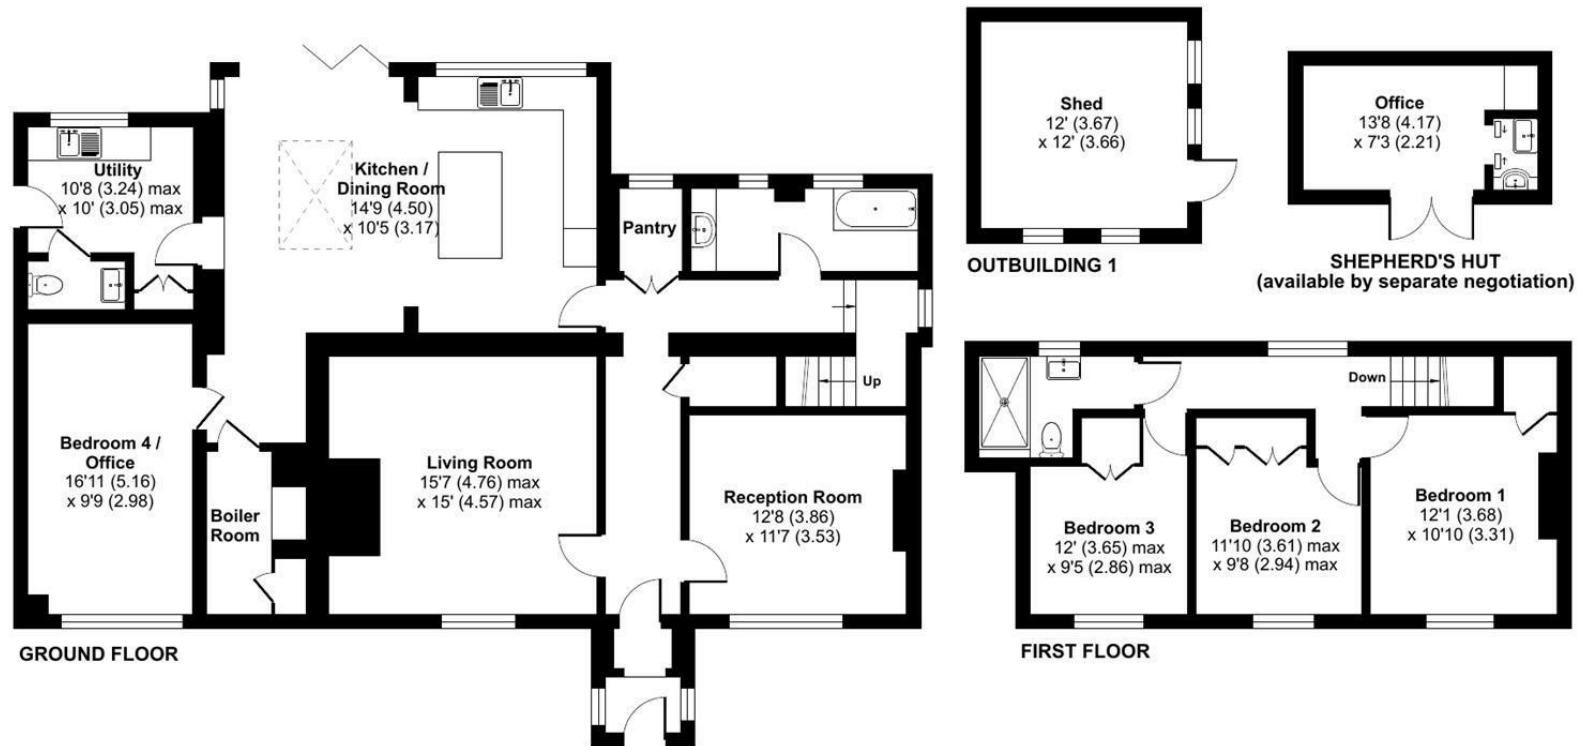 Utility
10'8 (3.24) max
x 10' (3.05) max
Kitchen /
Dining Room
14'9 (4.50)
x 10'5 (3.17)
Pantry
Up
Bedroom 4 /
Office
16'11 (5.16)
x 9'9 (2.98)
Boiler
Room
Living Room
15'7 (4.76) max
x 15' (4.57) max
Reception Room
12'8 (3.86)
x 11'7 (3.53)
GROUND FLOOR
Shed
12' (3.67)
x 12' (3.66)
OUTBUILDING 1
Office
13'8 (4.17)
x 7'3 (2.21)
SHEPHERD'S HUT
(available by separate negotiation)
Down
Bedroom 3
12' (3.65) max
x 9'5 (2.86) max
Bedroom 2
11'10 (3.61) max
x 9'8 (2.94) max
Bedroom 1
12'1 (3.68)
x 10'10 (3.31)
FIRST FLOOR